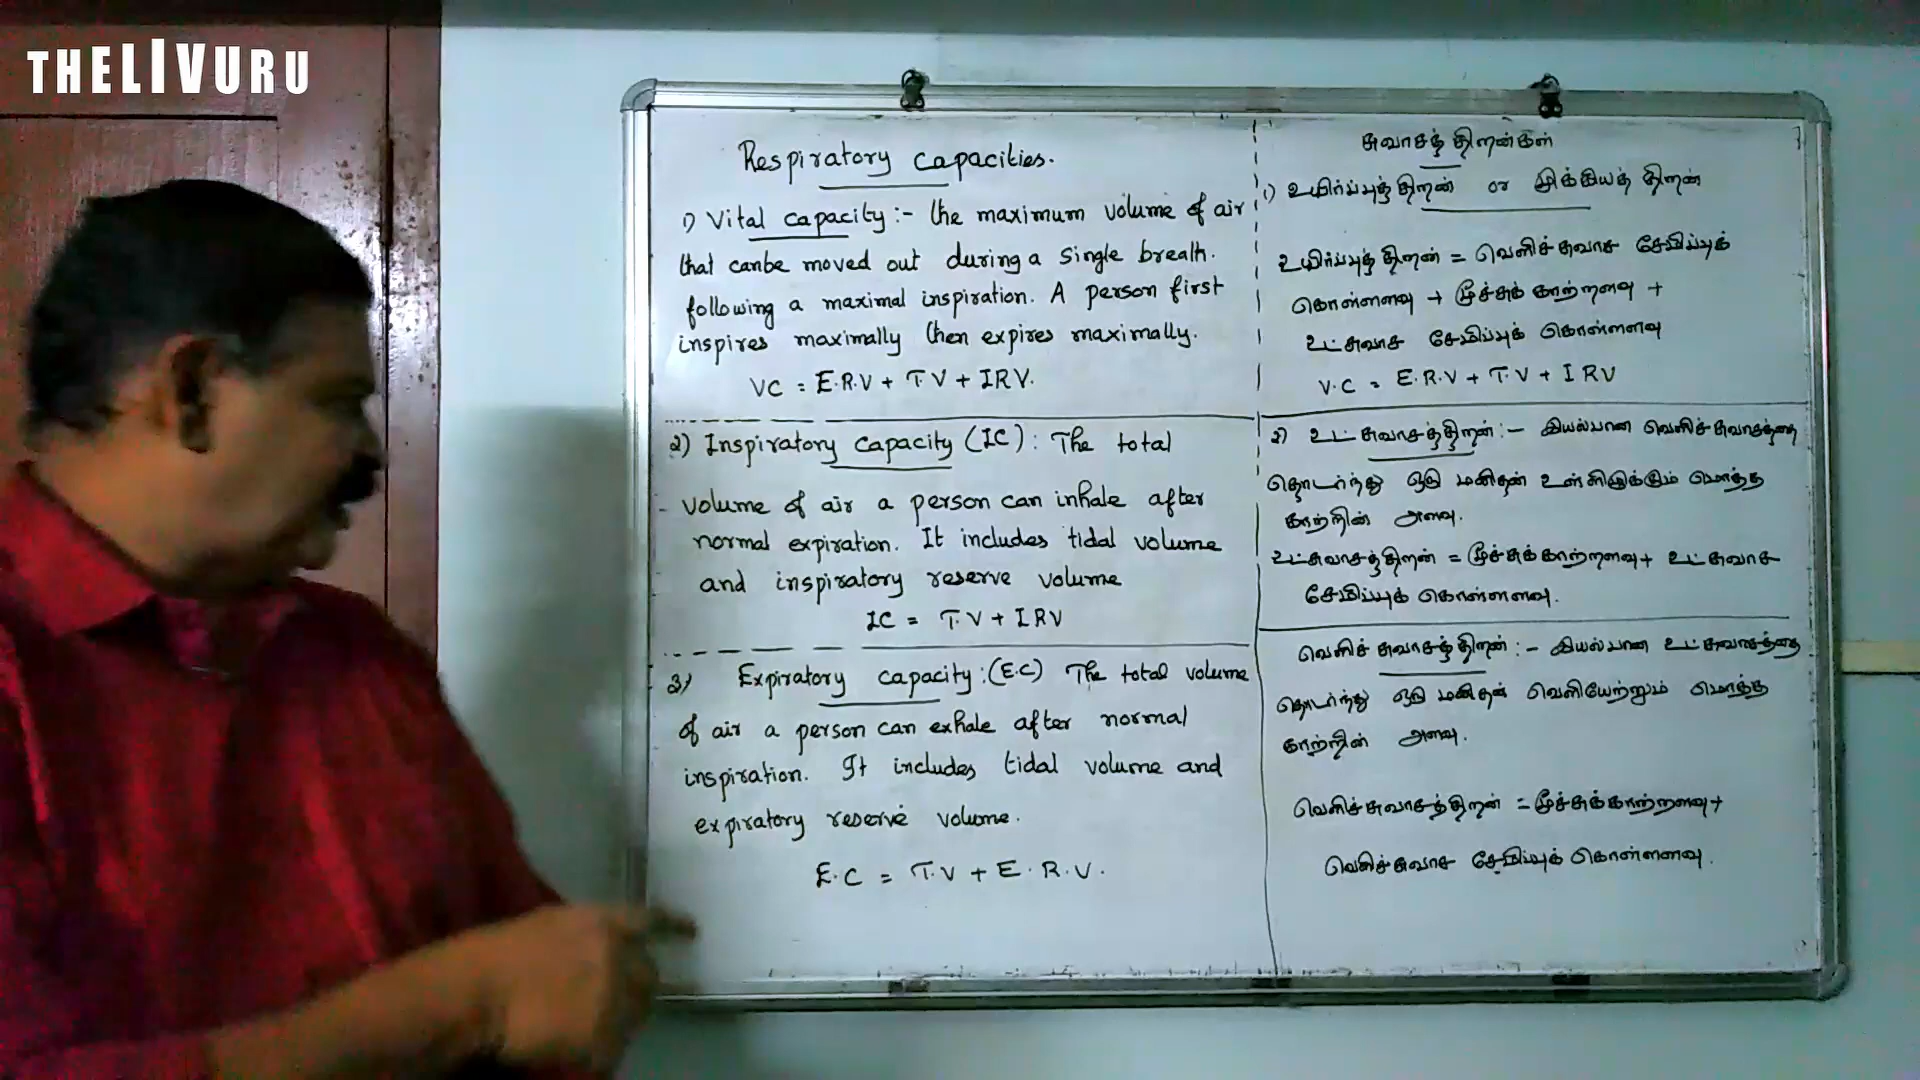 THELIVURU
Respiratory capacities.
1) Vital capacity :- the maximum volume of air
that canbe moved out during a single breath.
following a maximal inspiration. A person first
inspires maximally then expires maximally.
VC = E.R.V + T.V + IRV.
2) Inspiratory capacity (IC) : The total
- volume of air a person can inhale after
normal expiration. It includes tidal volume
and inspiratory reserve volume
IC = T.V + IRV
3) Expiratory capacity : (E.C) The total volume
of air a person can exhale after normal
inspiration. It includes tidal volume and
expiratory reserve volume.
E.C = T.V + E.R.V.
சுவாசத் திறன்கள்
1) உயிர்ப்புத் திறன் or முக்கியத் திறன்
உயிர்ப்புத் திறன் = வெளிச் சுவாச சேமிப்புக்
கொள்ளளவு + மூச்சுக் காற்றளவு +
உட்சுவாச சேமிப்புக் கொள்ளளவு
V.C = E.R.V + T.V + I RV
2) உட்சுவாசத்திறன் :- இயல்பான வெளிச் சுவாசத்தை
தொடர்ந்து ஒரு மனிதன் உள்ளிழுக்கும் மொத்த
காற்றின் அளவு.
உட்சுவாசத்திறன் = மூச்சுக்காற்றளவு + உட்சுவாச
சேமிப்புக் கொள்ளளவு.
வெளிச் சுவாசத் திறன் :- இயல்பான உட்சுவாசத்தை
தொடர்ந்து ஒரு மனிதன் வெளியேற்றும் மொத்த
காற்றின் அளவு.
வெளிச்சுவாசத்திறன் = மூச்சுக்காற்றளவு +
வெளிச்சுவாச சேமிப்புக் கொள்ளளவு.